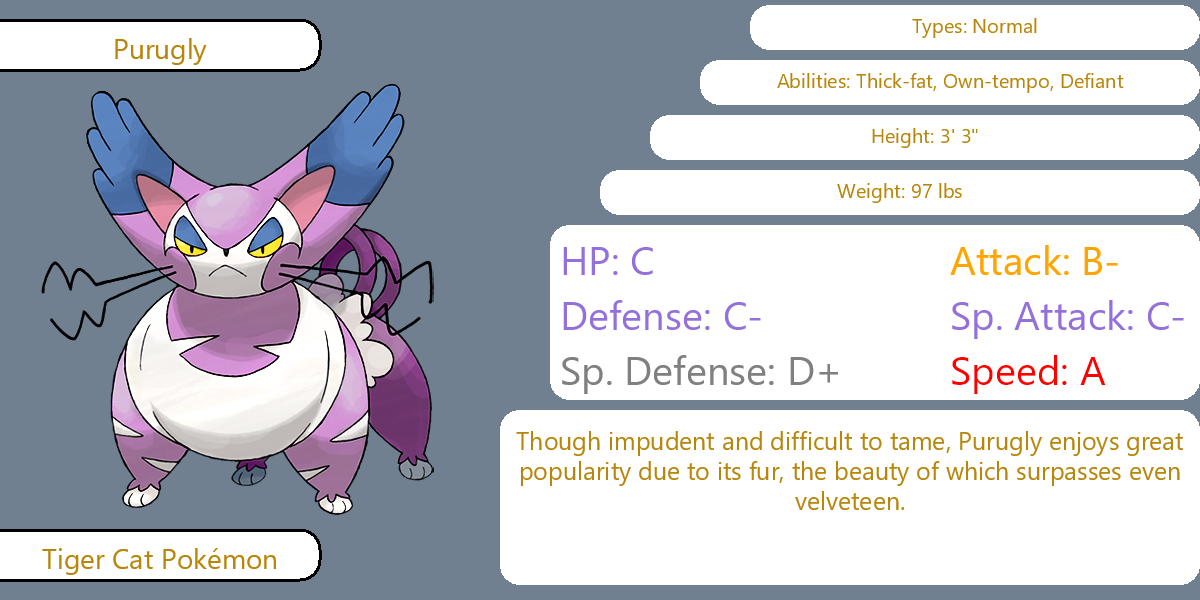 Purugly
Types: Normal
Abilities: Thick-fat, Own-tempo, Defiant
Height: 3' 3"
Weight: 97 lbs
HP: C
Attack: B-
Defense: C-
Sp. Attack: C-
Sp. Defense: D+
Speed: A
Though impudent and difficult to tame, Purugly enjoys great
popularity due to its fur, the beauty of which surpasses even
velveteen.
Tiger Cat Pokémon